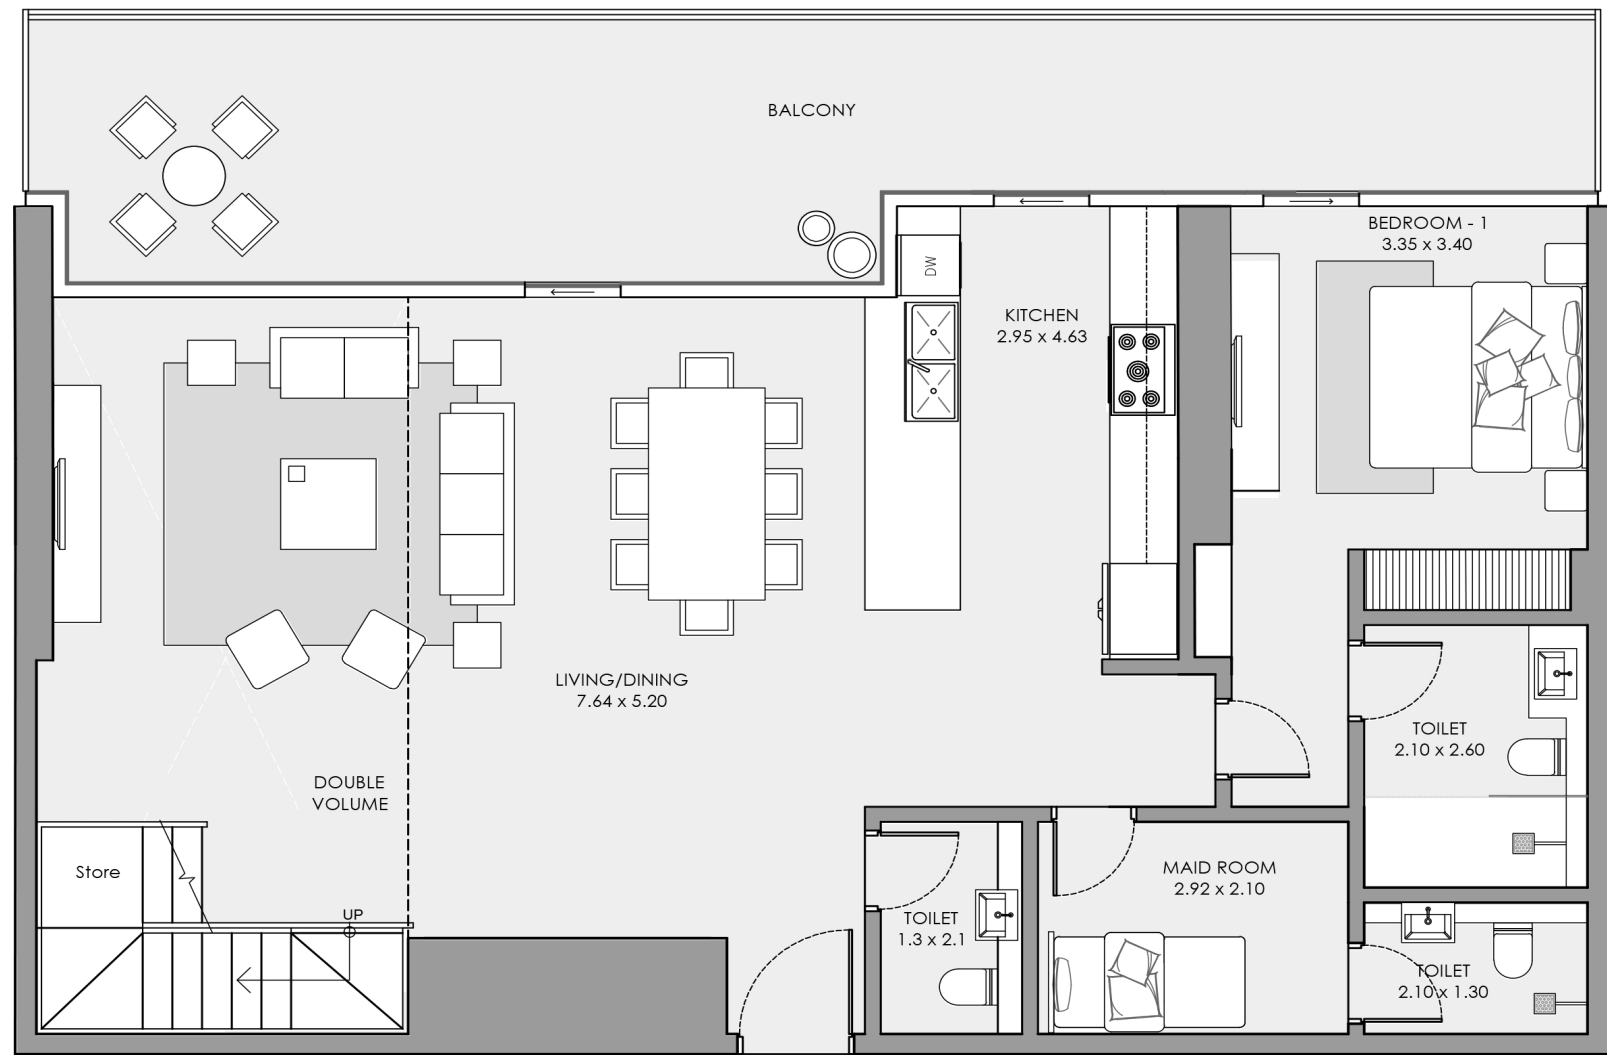 BALCONY
BEDROOM - 1
3.35 x 3.40
DW
KITCHEN
2.95 x 4.63
LIVING/DINING
7.64 x 5.20
TOILET
2.10 x 2.60
DOUBLE
VOLUME
Store
MAID ROOM
2.92 x 2.10
UP
TOILET
1.3 x 2.1
TOILET
2.10 x 1.30